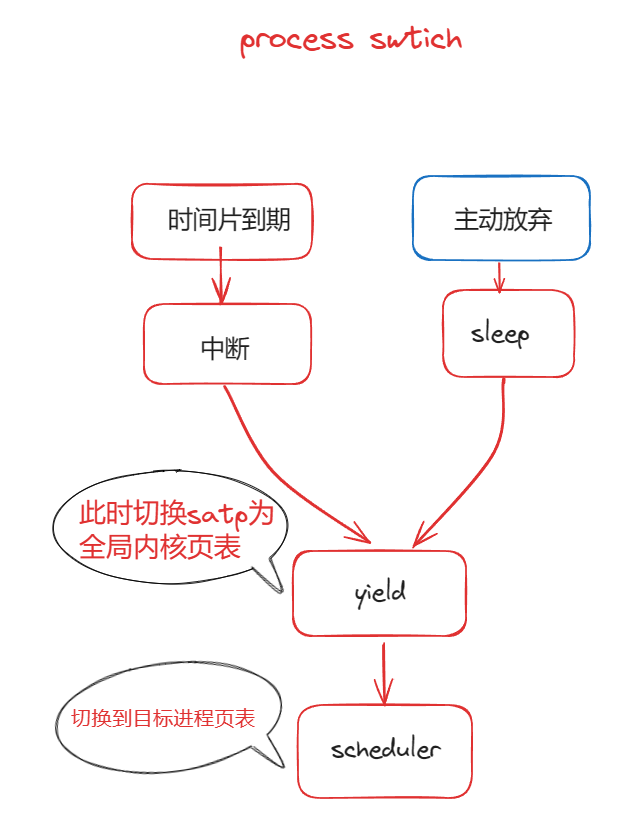 process swtich
时间片到期
主动放弃
中断
sleep
此时切换satp为
全局内核页表
yield
切换到目标进程页表
scheduler